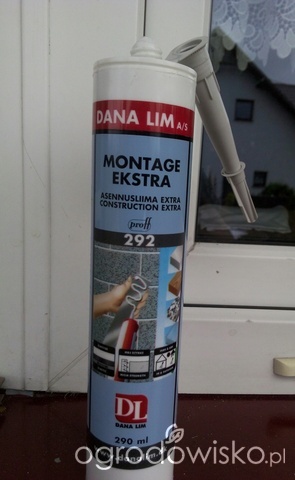 DANA LIM A/S
MONTAGE
EKSTRA
ASENNUSLIIMA EXTRA
CONSTRUCTION EXTRA
proff
292
DL
DANA LIM
290 ml
ogrodowisko.pl